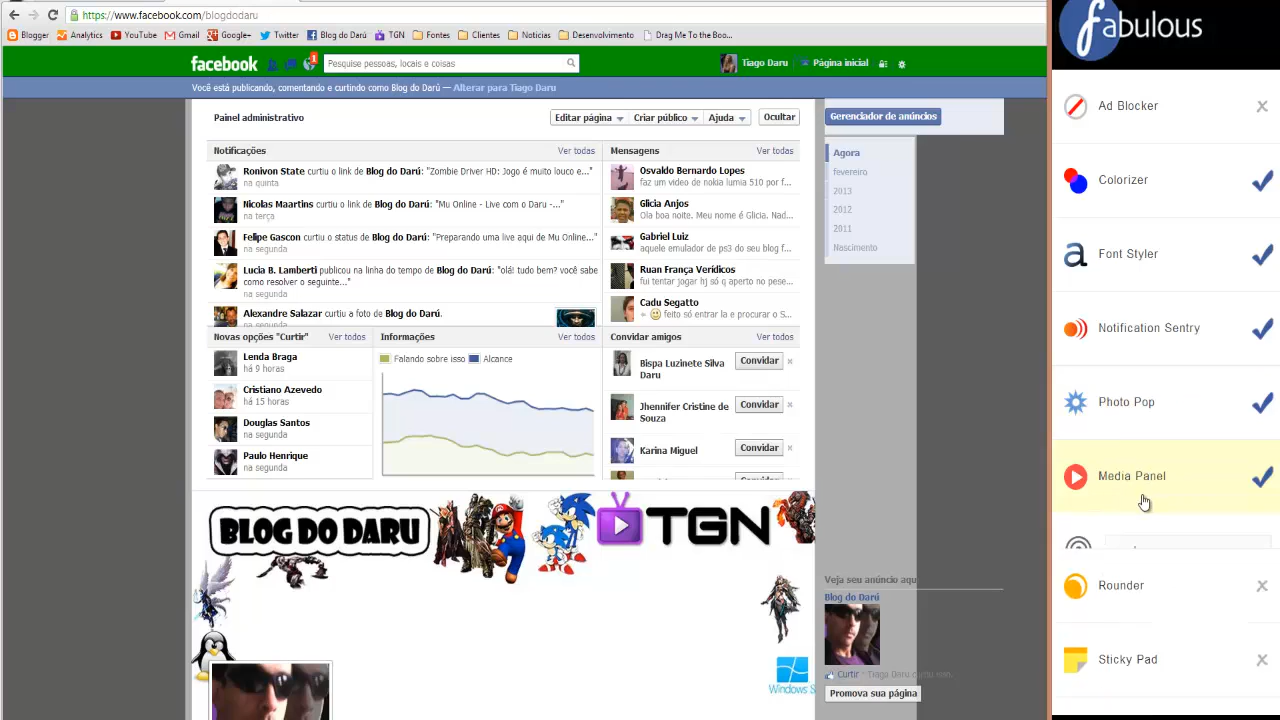 https://www.facebook.com/blogdodaru
Blogger Analytics YouTube Gmail Google+ Twitter Blog do Darú TGN Fontes Clientes Noticias Desenvolvimento Drag Me to the Boo...
facebook 1 Pesquise pessoas, locais e coisas Tiago Daru Página inicial
Você está publicando, comentando e curtindo como Blog do Darú — Alterar para Tiago Daru
Painel administrativo Editar página Criar público Ajuda Ocultar
Notificações Ver todas
Ronivon State curtiu o link de Blog do Darú: "Zombie Driver HD: Jogo é muito louco e..."
na quinta
Nicolas Maartins curtiu o link de Blog do Darú: "Mu Online - Live com o Daru -..."
na terça
Felipe Gascon curtiu o status de Blog do Darú: "Preparando uma live aqui de Mu Online..."
na segunda
Lucia B. Lamberti publicou na linha do tempo de Blog do Darú: "olá! tudo bem? você sabe
como resolver o seguinte..."
na segunda
Alexandre Salazar curtiu a foto de Blog do Darú.
na segunda
Mensagens Ver todas
Osvaldo Bernardo Lopes
faz um video de nokia lumia 510 por f...
Glicia Anjos
Ola boa noite. Meu nome é Glicia. Nad...
Gabriel Luiz
aquele emulador de ps3 do seu blog f...
Ruan França Verídicos
fui tentar jogar hj só q aperto no pese...
Cadu Segatto
feito só entrar la e procurar o S...
Novas opções "Curtir" Ver todos
Lenda Braga
há 9 horas
Cristiano Azevedo
há 15 horas
Douglas Santos
na segunda
Paulo Henrique
na segunda
Informações Ver todos
Falando sobre isso Alcance
Convidar amigos Ver todos
Bispa Luzinete Silva
Daru
Convidar
Jhennifer Cristine de
Souza
Convidar
Karina Miguel
Convidar
BLOG DO DARU
TGN
Windows
Gerenciador de anúncios
Agora
fevereiro
2013
2012
2011
Nascimento
Veja seu anúncio aqu
Blog do Darú
Curtir · Tiago Daru curtiu isso.
Promova sua página
fabulous
Ad Blocker
Colorizer
Font Styler
Notification Sentry
Photo Pop
Media Panel
Rounder
Sticky Pad